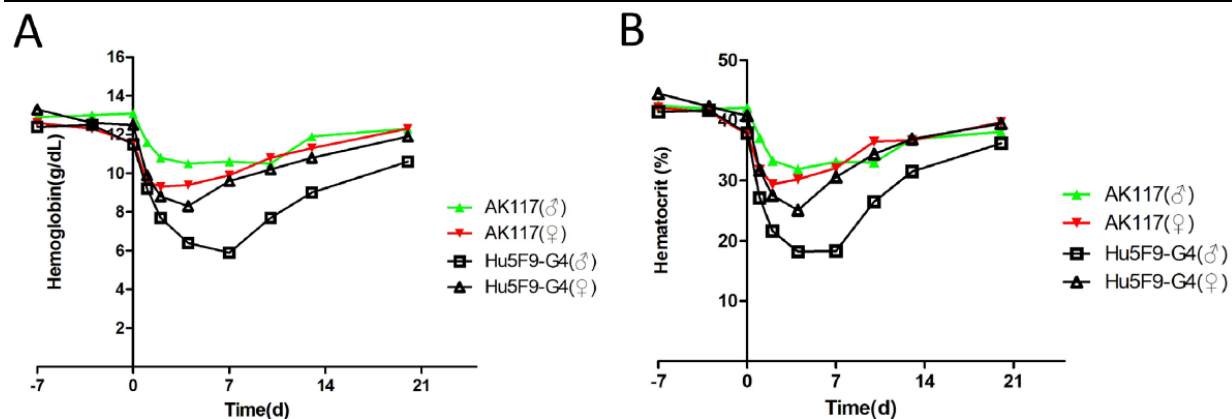 A
16
14
12
10
8
6
4
2
Hemoglobin(g/dL)
-7 0 7 14 21
Time(d)
AK117(♂)
AK117(♀)
Hu5F9-G4(♂)
Hu5F9-G4(♀)
B
50
40
30
20
10
Hematocrit (%)
-7 0 7 14 21
Time(d)
AK117(♂)
AK117(♀)
Hu5F9-G4(♂)
Hu5F9-G4(♀)